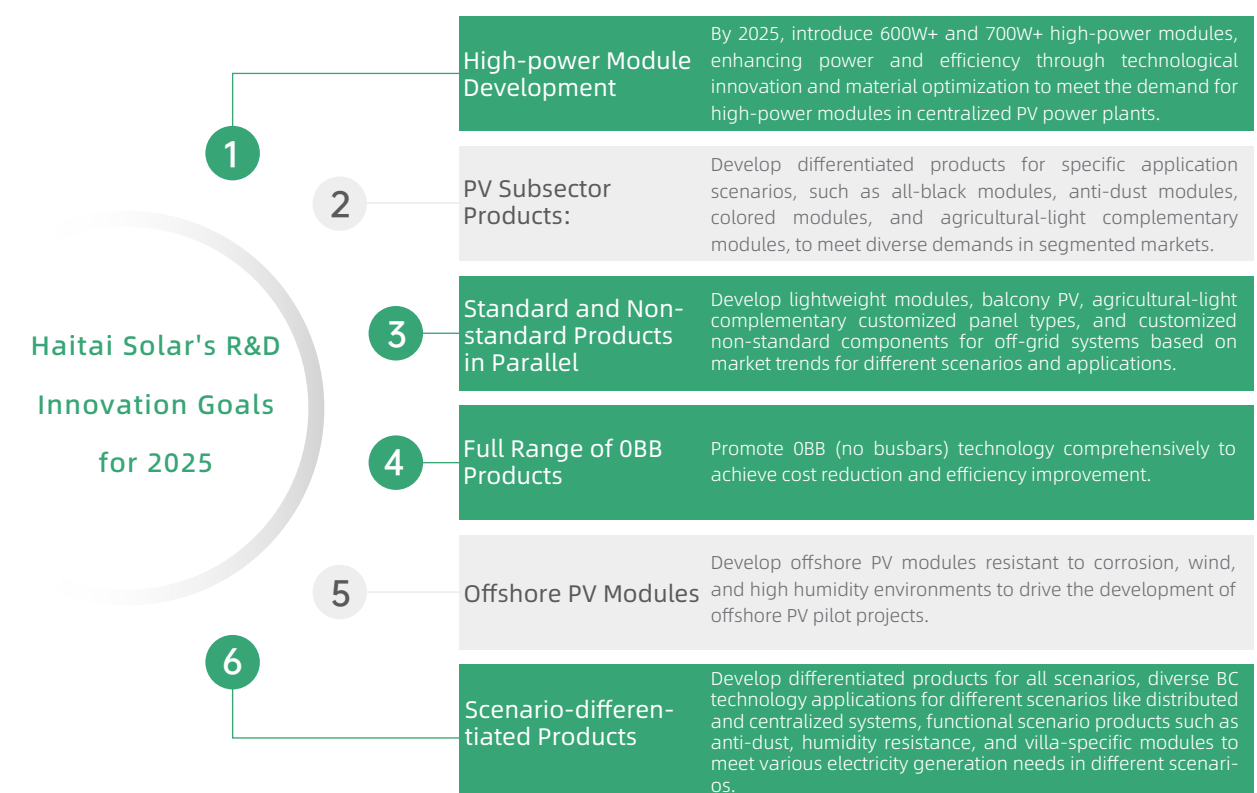 Haitai Solar's R&D
Innovation Goals
for 2025
1
High-power Module
Development
By 2025, introduce 600W+ and 700W+ high-power modules,
enhancing power and efficiency through technological
innovation and material optimization to meet the demand for
high-power modules in centralized PV power plants.
2
PV Subsector
Products:
Develop differentiated products for specific application
scenarios, such as all-black modules, anti-dust modules,
colored modules, and agricultural-light complementary
modules, to meet diverse demands in segmented markets.
3
Standard and Non-
standard Products
in Parallel
Develop lightweight modules, balcony PV, agricultural-light
complementary customized panel types, and customized
non-standard components for off-grid systems based on
market trends for different scenarios and applications.
4
Full Range of 0BB
Products
Promote 0BB (no busbars) technology comprehensively to
achieve cost reduction and efficiency improvement.
5
Offshore PV Modules
Develop offshore PV modules resistant to corrosion, wind,
and high humidity environments to drive the development of
offshore PV pilot projects.
6
Scenario-differen-
tiated Products
Develop differentiated products for all scenarios, diverse BC
technology applications for different scenarios like distributed
and centralized systems, functional scenario products such as
anti-dust, humidity resistance, and villa-specific modules to
meet various electricity generation needs in different scenari-
os.